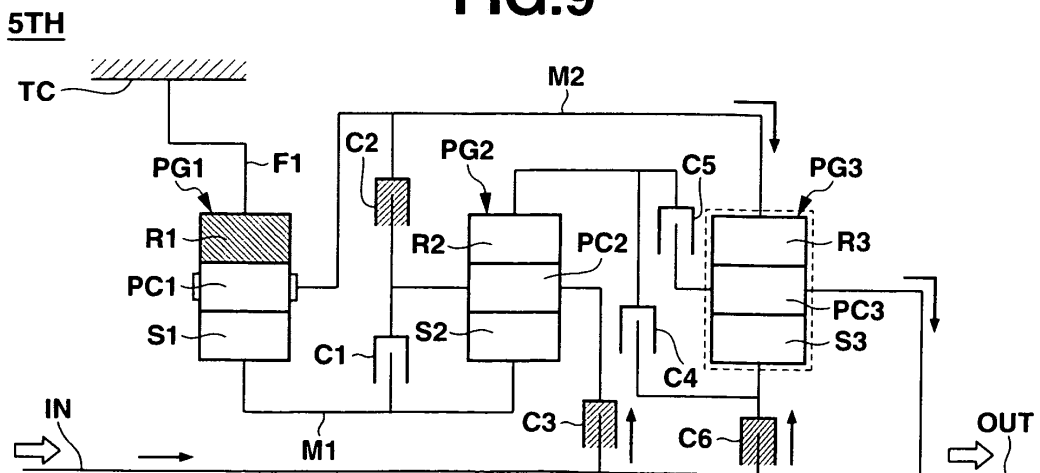 FIG.9
5TH
TC
M2
C2
PG1
F1
PG2
C5
PG3
R1
R2
PC2
R3
PC1
PC3
S1
C1
S2
S3
C4
IN
M1
C3
C6
OUT